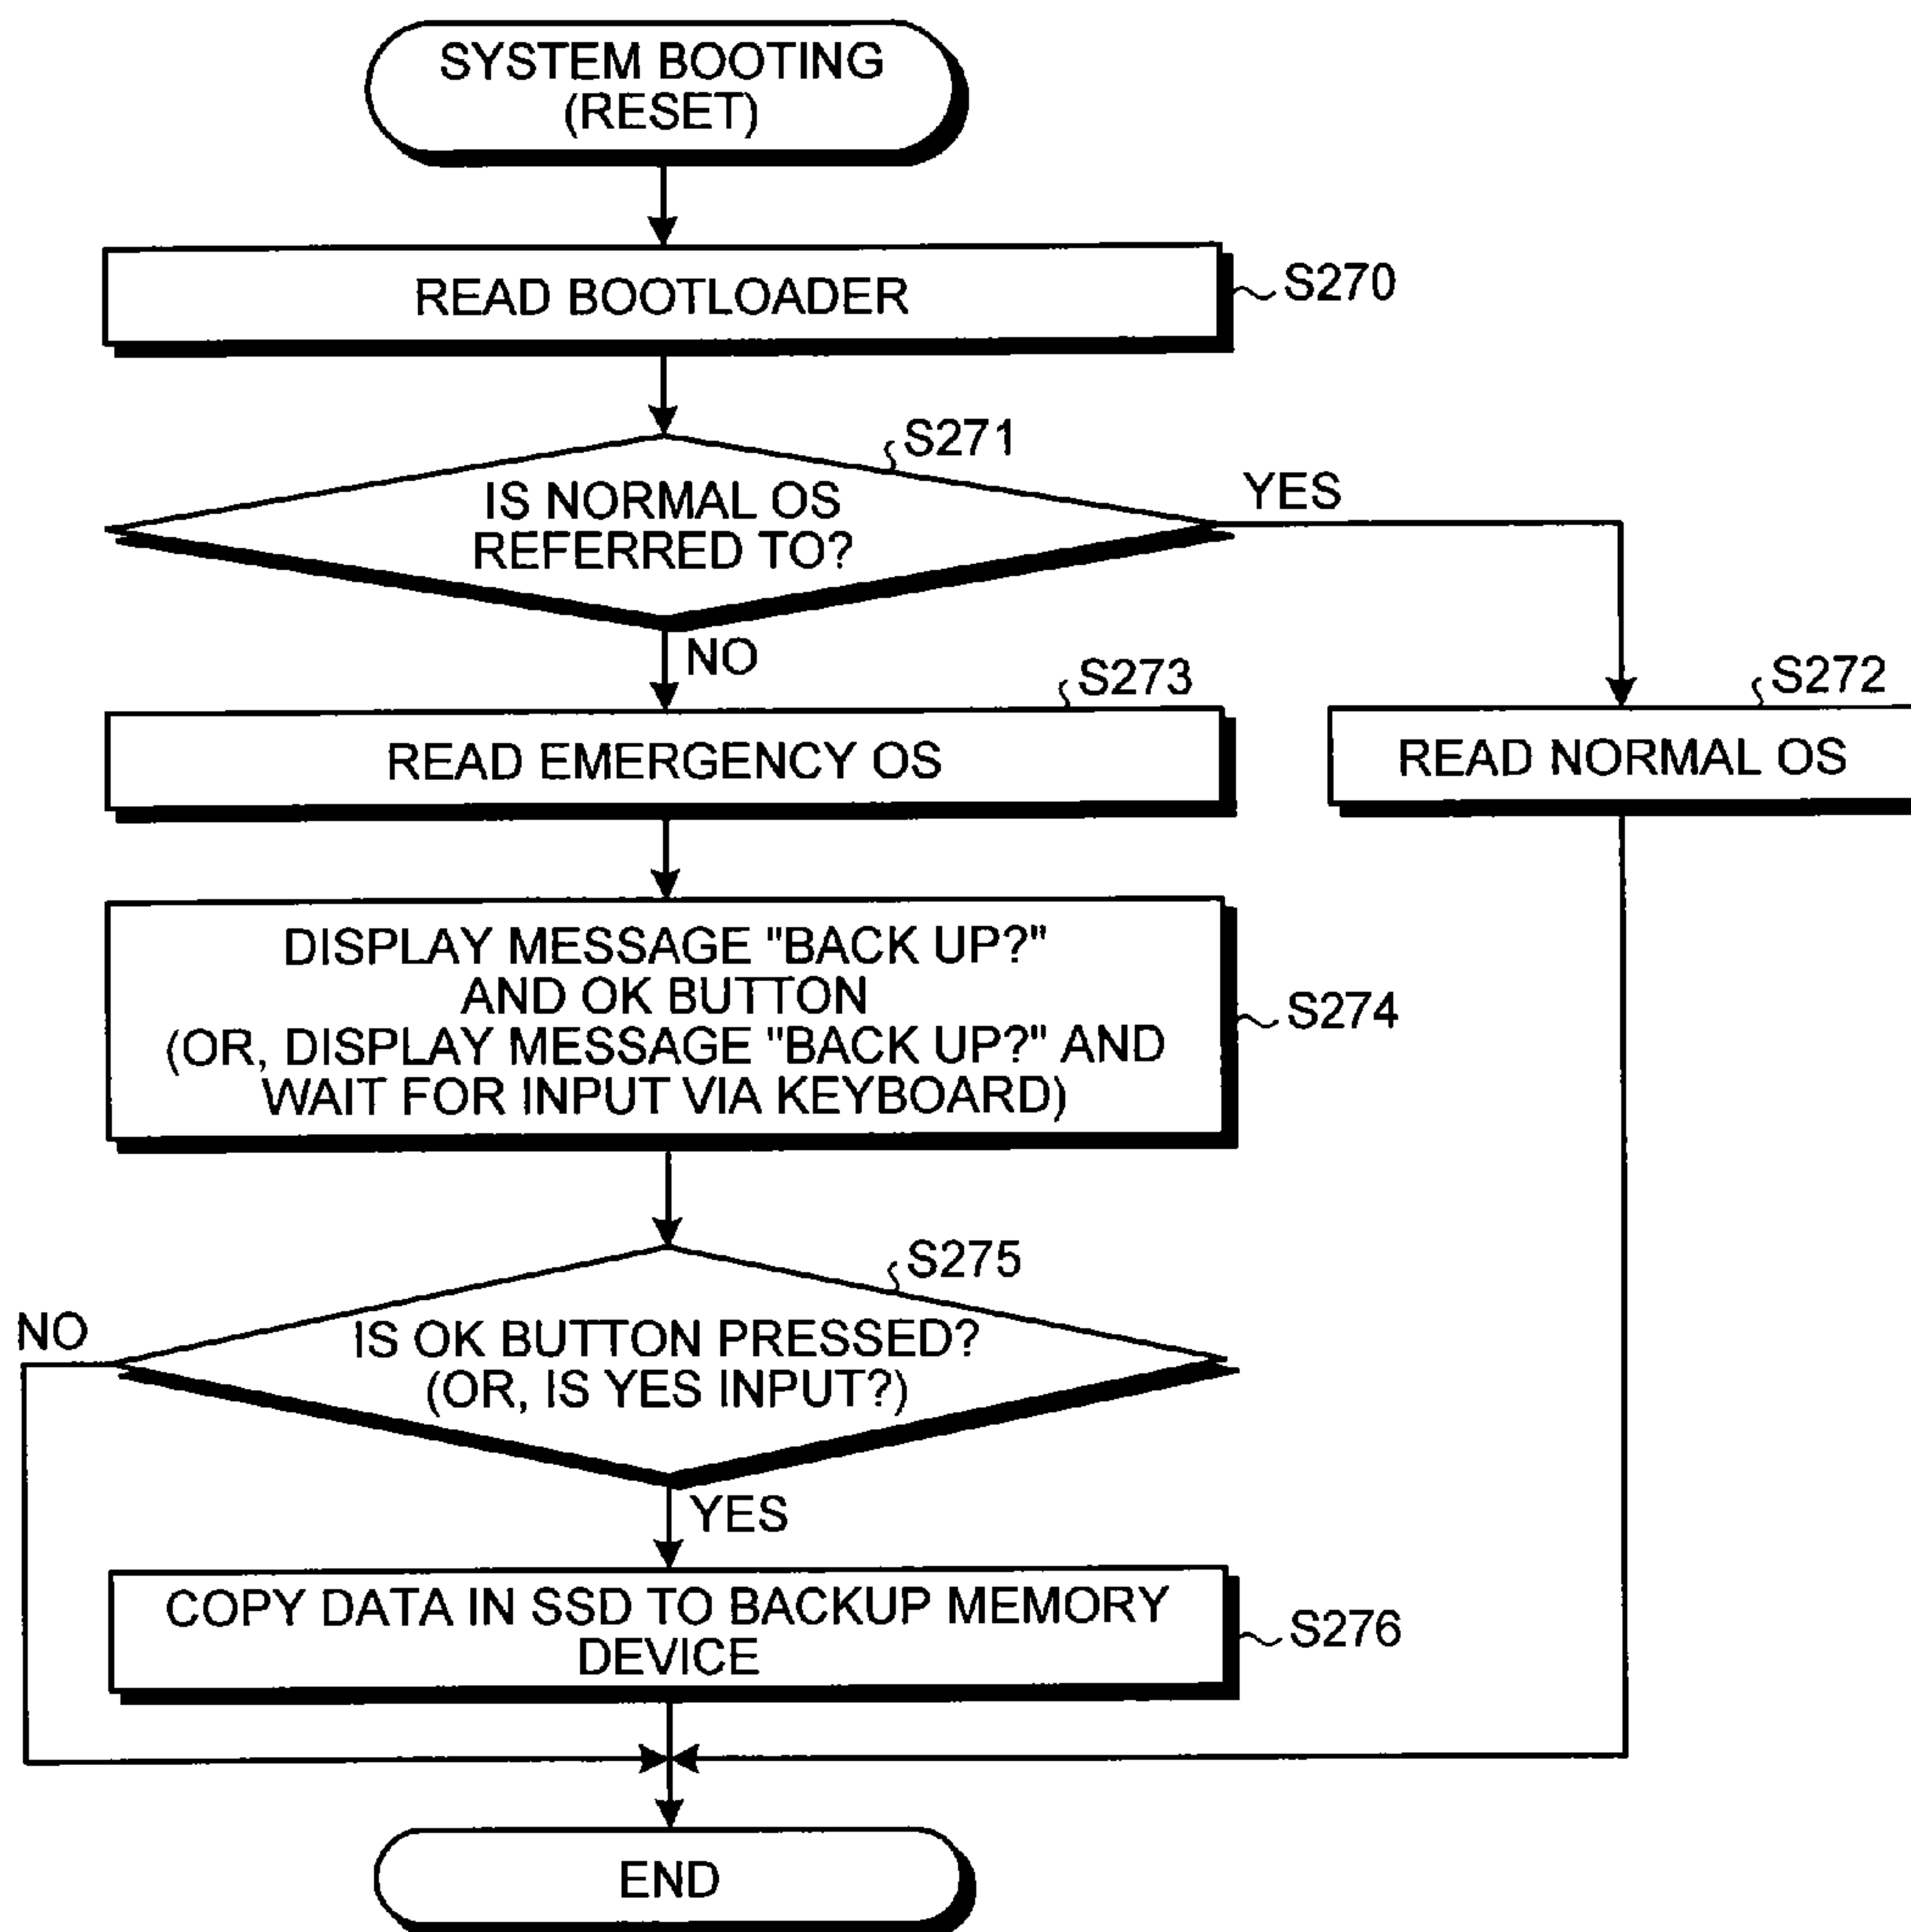 SYSTEM BOOTING
(RESET)
READ BOOTLOADER
S270
S271
IS NORMAL OS
REFERRED TO?
YES
NO
S273
S272
READ EMERGENCY OS
READ NORMAL OS
DISPLAY MESSAGE "BACK UP?"
AND OK BUTTON
(OR, DISPLAY MESSAGE "BACK UP?" AND
WAIT FOR INPUT VIA KEYBOARD)
S274
S275
NO
IS OK BUTTON PRESSED?
(OR, IS YES INPUT?)
YES
COPY DATA IN SSD TO BACKUP MEMORY
DEVICE
S276
END